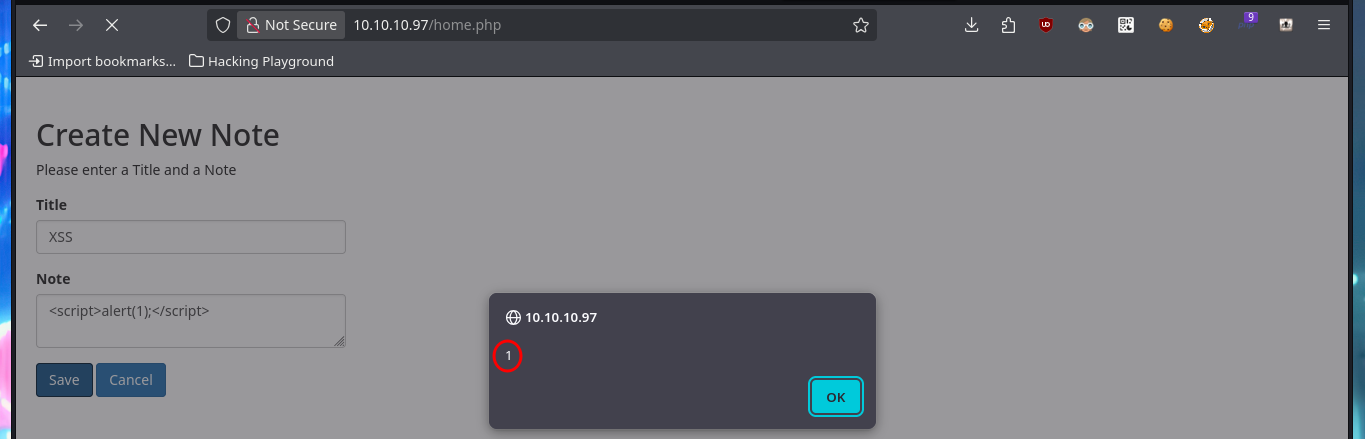 Not Secure 10.10.10.97/home.php
9
Import bookmarks... Hacking Playground
Create New Note
Please enter a Title and a Note
Title
XSS
Note
<script>alert(1);</script>
Save Cancel
10.10.10.97
1
OK